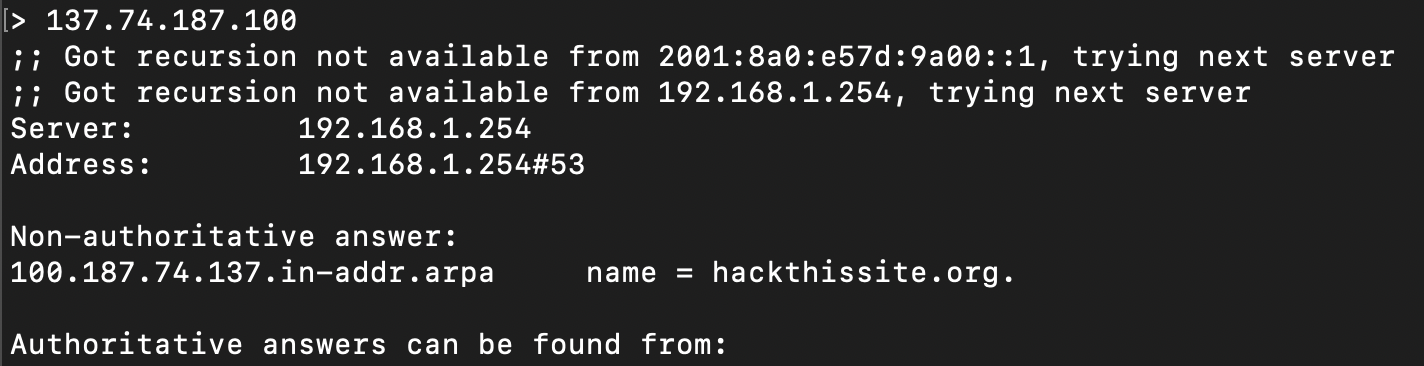 [> 137.74.187.100
;; Got recursion not available from 2001:8a0:e57d:9a00::1, trying next server
;; Got recursion not available from 192.168.1.254, trying next server
Server:		192.168.1.254
Address:	192.168.1.254#53

Non-authoritative answer:
100.187.74.137.in-addr.arpa	name = hackthissite.org.

Authoritative answers can be found from: